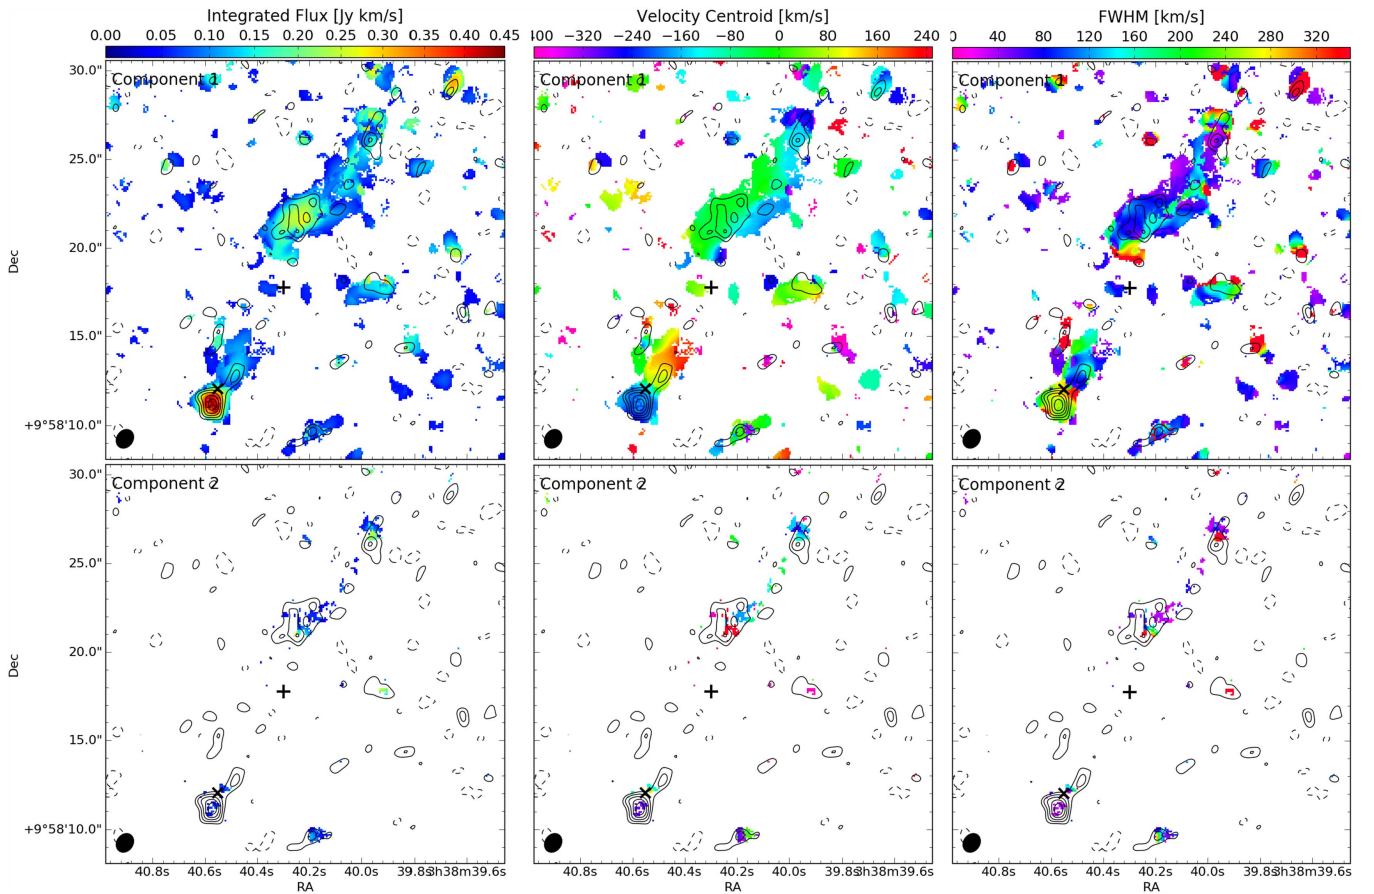 Integrated Flux [Jy km/s]
Velocity Centroid [km/s]
FWHM [km/s]
0.00 0.05 0.10 0.15 0.20 0.25 0.30 0.35 0.40 0.45
400 −320 −240 −160 −80 0 80 160 240
0 40 80 120 160 200 240 280 320
Component 1
Component 1
Component 1
30.0"
25.0"
20.0"
15.0"
+9°58'10.0"
Dec
Component 2
Component 2
Component 2
30.0"
25.0"
20.0"
15.0"
+9°58'10.0"
Dec
40.8s 40.6s 40.4s 40.2s 40.0s 39.8s 3h38m39.6s
40.8s 40.6s 40.4s 40.2s 40.0s 39.8s 3h38m39.6s
40.8s 40.6s 40.4s 40.2s 40.0s 39.8s 3h38m39.6s
RA
RA
RA